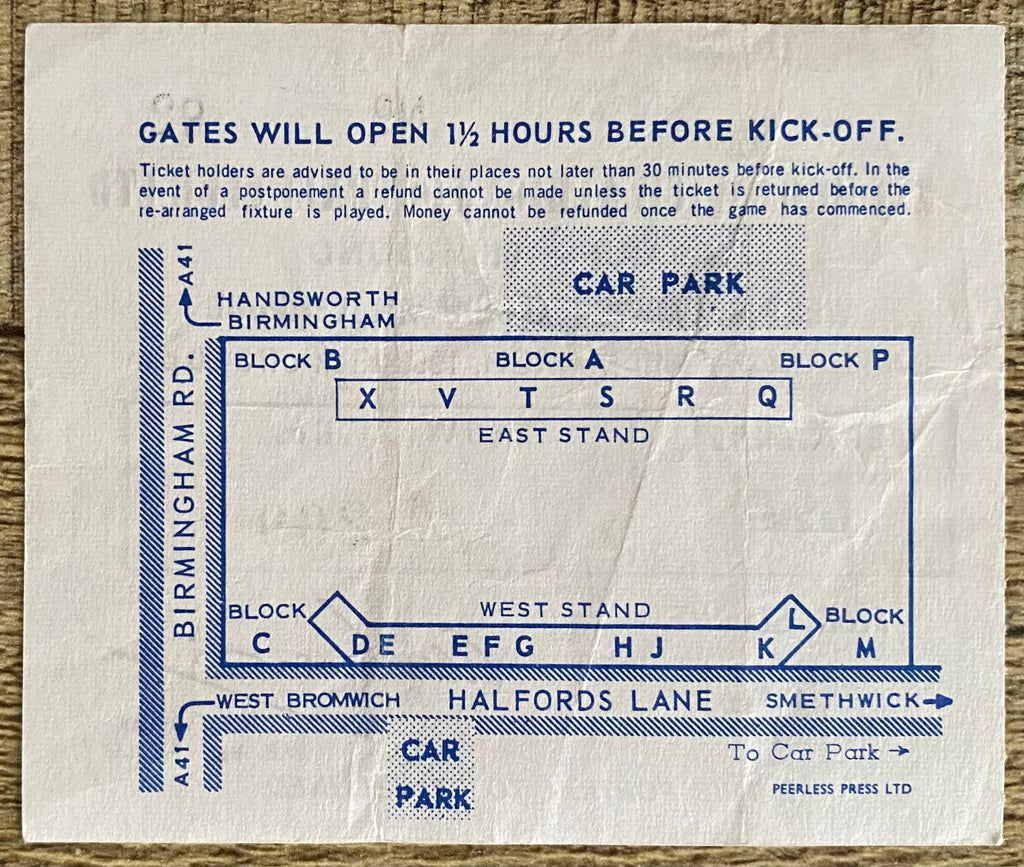 GATES WILL OPEN 1½ HOURS BEFORE KICK-OFF.
Ticket holders are advised to be in their places not later than 30 minutes before kick-off. In the
event of a postponement a refund cannot be made unless the ticket is returned before the
re-arranged fixture is played. Money cannot be refunded once the game has commenced.
A41
CAR PARK
HANDSWORTH
BIRMINGHAM
BIRMINGHAM RD.
BLOCK B BLOCK A BLOCK P
X V T S R Q
EAST STAND
WEST STAND
BLOCK
C
D E E F G H J K
L
BLOCK
M
WEST BROMWICH HALFORDS LANE SMETHWICK
A41
CAR
PARK
To Car Park
PEERLESS PRESS LTD